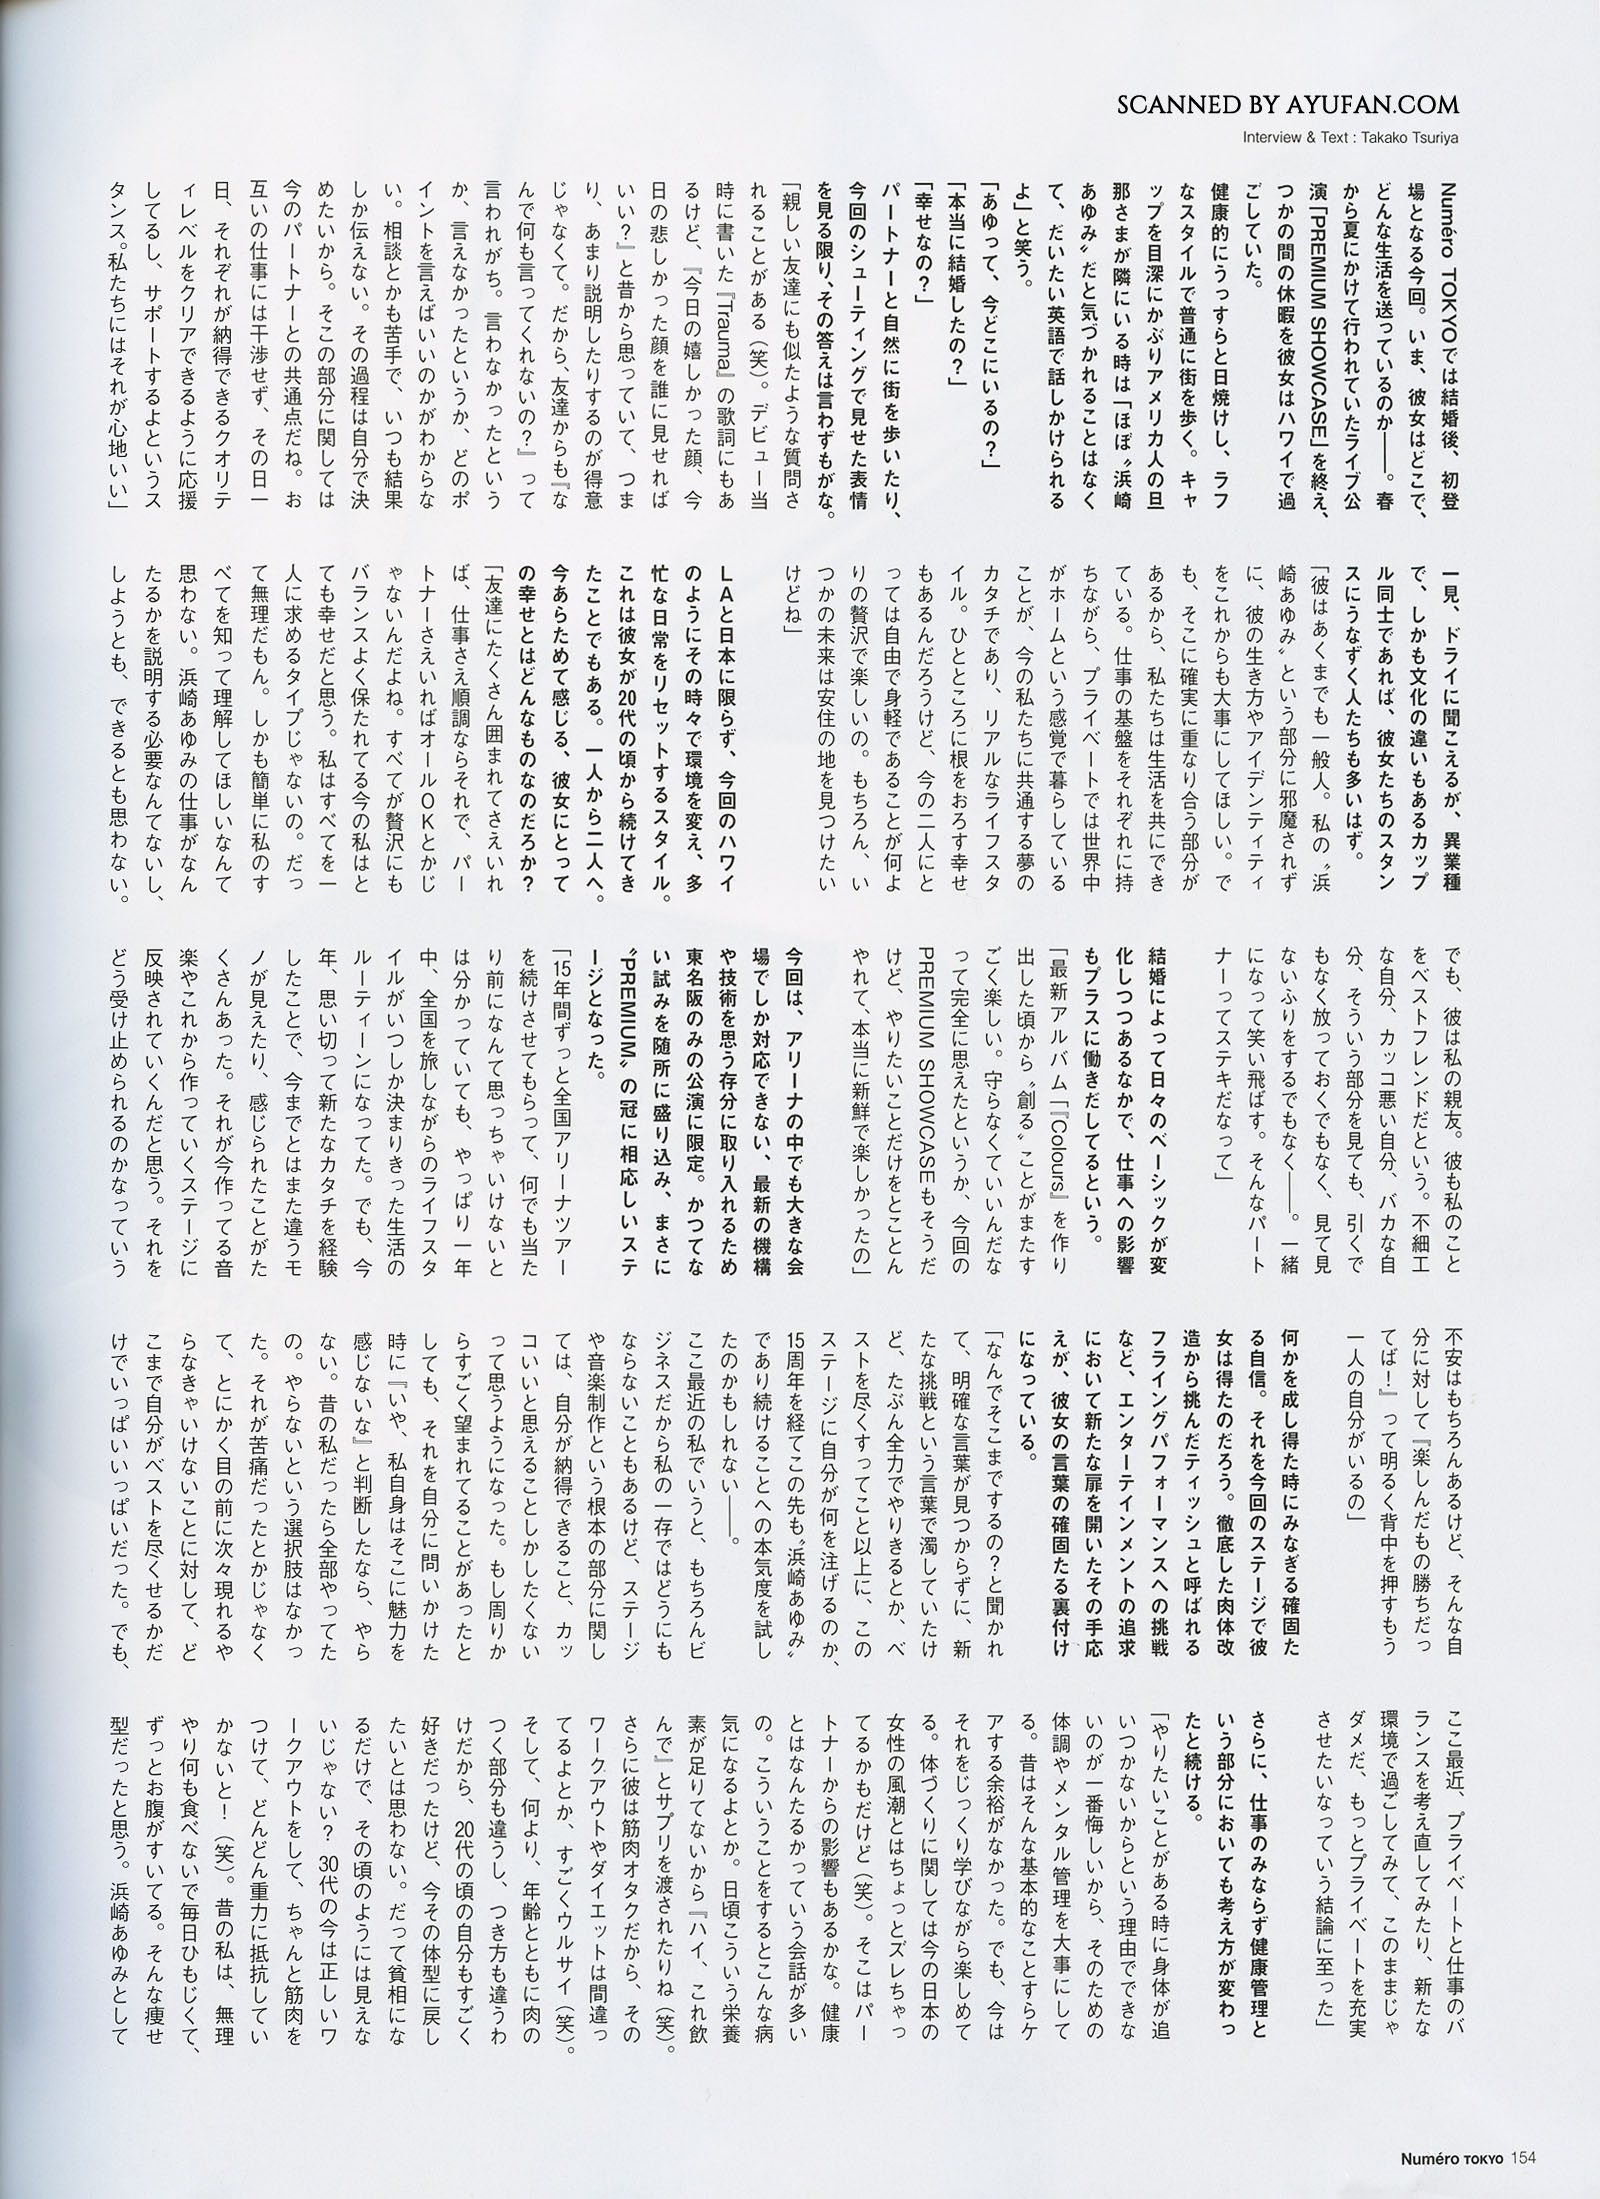 SCANNED BY AYUFAN.COM
Interview & Text : Takako Tsuriya
Numéro TOKYOでは結婚後、初登
場となる今回。いま、彼女はどこで、
どんな生活を送っているのか――。春
から夏にかけて行われていたライブ公
演「PREMIUM SHOWCASE」を終え、
つかの間の休暇を彼女はハワイで過
ごしていた。
健康的にうっすらと日焼けし、ラフ
なスタイルで普通に街を歩く。キャ
ップを目深にかぶりアメリカ人の旦
那さまが隣にいる時は「ほぼ〝浜崎
あゆみ〟だと気づかれることはなく
て、だいたい英語で話しかけられる
よ」と笑う。
「あゆって、今どこにいるの？」
「本当に結婚したの？」
「幸せなの？」
パートナーと自然に街を歩いたり、
今回のシューティングで見せた表情
を見る限り、その答えは言わずもがな。
「親しい友達にも似たような質問さ
れることがある（笑）。デビュー当
時に書いた『Trauma』の歌詞にもあ
るけど、『今日の嬉しかった顔、今
日の悲しかった顔を誰に見せれば
いい？』と昔から思っていて、つま
り、あまり説明したりするのが得意
じゃなくて。だから、友達からも『な
んで何も言ってくれないの？』って
言われがち。言わなかったという
か、言えなかったというか、どのポ
イントを言えばいいのかがわからな
い。相談とかも苦手で、いつも結果
しか伝えない。その過程は自分で決
めたいから。そこの部分に関しては
今のパートナーとの共通点だね。お
互いの仕事には干渉せず、その日一
日、それぞれが納得できるクオリテ
ィレベルをクリアできるように応援
してるし、サポートするよというス
タンス。私たちにはそれが心地いい」
一見、ドライに聞こえるが、異業種
で、しかも文化の違いもあるカップ
ル同士であれば、彼女たちのスタン
スにうなずく人たちも多いはず。
「彼はあくまでも一般人。私の〝浜
崎あゆみ〟という部分に邪魔されず
に、彼の生き方やアイデンティティ
をこれからも大事にしてほしい。で
も、そこに確実に重なり合う部分が
あるから、私たちは生活を共にでき
ている。仕事の基盤をそれぞれに持
ちながら、プライベートでは世界中
がホームという感覚で暮らしている
ことが、今の私たちに共通する夢の
カタチであり、リアルなライフスタ
イル。ひとところに根をおろす幸せ
もあるんだろうけど、今の二人にと
っては自由で身軽であることが何よ
りの贅沢で楽しいの。もちろん、い
つかの未来は安住の地を見つけたい
けどね」
LAと日本に限らず、今回のハワイ
のようにその時々で環境を変え、多
忙な日常をリセットするスタイル。
これは彼女が20代の頃から続けてき
たことでもある。一人から二人へ。
今あらためて感じる、彼女にとって
の幸せとはどんなものなのだろか？
「友達にたくさん囲まれてさえいれ
ば、仕事さえ順調ならそれで、パー
トナーさえいればオールOKとかじ
ゃないんだよね。すべてが贅沢にも
バランスよく保たれてる今の私はと
ても幸せだと思う。私はすべてを一
人に求めるタイプじゃないの。だっ
て無理だもん。しかも簡単に私のす
べてを知って理解してほしいなんて
思わない。浜崎あゆみの仕事がなん
たるかを説明する必要なんてないし、
しようとも、できるとも思わない。
でも、彼は私の親友。彼も私のこと
をベストフレンドだという。不細工
な自分、カッコ悪い自分、バカな自
分、そういう部分を見ても、引くで
もなく放っておくでもなく、見て見
ないふりをするでもなく――。一緒
になって笑い飛ばす。そんなパート
ナーってステキだなって」
結婚によって日々のベーシックが変
化しつつあるなかで、仕事への影響
もプラスに働きだしてるという。
「最新アルバム「『Colours』を作り
出した頃から〝創る〟ことがまたす
ごく楽しい。守らなくていいんだな
って完全に思えたというか、今回の
PREMIUM SHOWCASEもそうだ
けど、やりたいことだけをとことん
やれて、本当に新鮮で楽しかったの」
今回は、アリーナの中でも大きな会
場でしか対応できない、最新の機構
や技術を思う存分に取り入れるため
東名阪のみの公演に限定。かつてな
い試みを随所に盛り込み、まさに
〝PREMIUM〟の冠に相応しいステ
ージとなった。
「15年間ずっと全国アリーナツアー
を続けさせてもらって、何でも当た
り前になんて思っちゃいけないと
は分かっていても、やっぱり一年
中、全国を旅しながらのライフスタ
イルがいつしか決まりきった生活の
ルーティーンになってた。でも、今
年、思い切って新たなカタチを経験
したことで、今までとはまた違うモ
ノが見えたり、感じられたことがた
くさんあった。それが今作ってる音
楽やこれから作っていくステージに
反映されていくんだと思う。それを
どう受け止められるのかなっていう
不安はもちろんあるけど、そんな自
分に対して『楽しんだもの勝ちだっ
てば！』って明るく背中を押すもう
一人の自分がいるの」
何かを成し得た時にみなぎる確固た
る自信。それを今回のステージで彼
女は得たのだろう。徹底した肉体改
造から挑んだティッシュと呼ばれる
フライングパフォーマンスへの挑戦
など、エンターテインメントの追求
において新たな扉を開いたその手応
えが、彼女の言葉の確固たる裏付け
になっている。
「なんでそこまでするの？と聞かれ
て、明確な言葉が見つからずに、新
たな挑戦という言葉で濁していたけ
ど、たぶん全力でやりきるとか、ベ
ストを尽くすってこと以上に、この
ステージに自分が何を注げるのか、
15周年を経てこの先も〝浜崎あゆみ〟
であり続けることへの本気度を試し
たのかもしれない――。
ここ最近の私でいうと、もちろんビ
ジネスだから私の一存ではどうにも
ならないこともあるけど、ステージ
や音楽制作という根本の部分に関し
ては、自分が納得できること、カッ
コいいと思えることしかしたくない
って思うようになった。もし周りか
らすごく望まれてることがあったと
しても、それを自分に問いかけた
時に『いや、私自身はそこに魅力を
感じないな』と判断したなら、やら
ない。昔の私だったら全部やってた
の。やらないという選択肢はなかっ
た。それが苦痛だったとかじゃなく
て、とにかく目の前に次々現れるや
らなきゃいけないことに対して、ど
こまで自分がベストを尽くせるかだ
けでいっぱいいっぱいだった。でも、
ここ最近、プライベートと仕事のバ
ランスを考え直してみたり、新たな
環境で過ごしてみて、このままじゃ
ダメだ、もっとプライベートを充実
させたいなっていう結論に至った」
さらに、仕事のみならず健康管理と
いう部分においても考え方が変わっ
たと続ける。
「やりたいことがある時に身体が追
いつかないからという理由でできな
いのが一番悔しいから、そのための
体調やメンタル管理を大事にして
る。昔はそんな基本的なことすらケ
アする余裕がなかった。でも、今は
それをじっくり学びながら楽しめて
る。体づくりに関しては今の日本の
女性の風潮とはちょっとズレちゃっ
てるかもだけど（笑）。そこはパー
トナーからの影響もあるかな。健康
とはなんたるかっていう会話が多い
の。こういうことをするとこんな病
気になるよとか。日頃こういう栄養
素が足りてないから『ハイ、これ飲
んで』とサプリを渡されたりね（笑）。
さらに彼は筋肉オタクだから、その
ワークアウトやダイエットは間違っ
てるよとか、すごくウルサイ（笑）。
そして、何より、年齢とともに肉の
つく部分も違うし、つき方も違うわ
けだから、20代の頃の自分もすごく
好きだったけど、今その体型に戻し
たいとは思わない。だって貧相にな
るだけで、その頃のようには見えな
いじゃない？ 30代の今は正しいワ
ークアウトをして、ちゃんと筋肉を
つけて、どんどん重力に抵抗してい
かないと！（笑）。昔の私は、無理
やり何も食べないで毎日ひもじくて、
ずっとお腹がすいてる。そんな痩せ
型だったと思う。浜崎あゆみとして
Numéro TOKYO 154